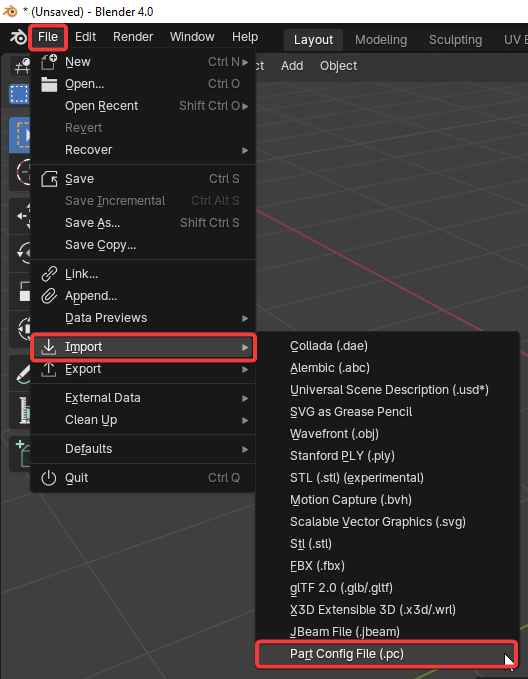 * (Unsaved) - Blender 4.0
File Edit Render Window Help Layout Modeling Sculpting UV E
ct Add Object
New Ctrl N
Open... Ctrl O
Open Recent Shift Ctrl O
Revert
Recover
Save Ctrl S
Save Incremental Ctrl Alt S
Save As... Shift Ctrl S
Save Copy...
Link...
Append...
Data Previews
Import
Export
External Data
Clean Up
Defaults
Quit Ctrl Q
Collada (.dae)
Alembic (.abc)
Universal Scene Description (.usd*)
SVG as Grease Pencil
Wavefront (.obj)
Stanford PLY (.ply)
STL (.stl) (experimental)
Motion Capture (.bvh)
Scalable Vector Graphics (.svg)
Stl (.stl)
FBX (.fbx)
glTF 2.0 (.glb/.gltf)
X3D Extensible 3D (.x3d/.wrl)
JBeam File (.jbeam)
Part Config File (.pc)